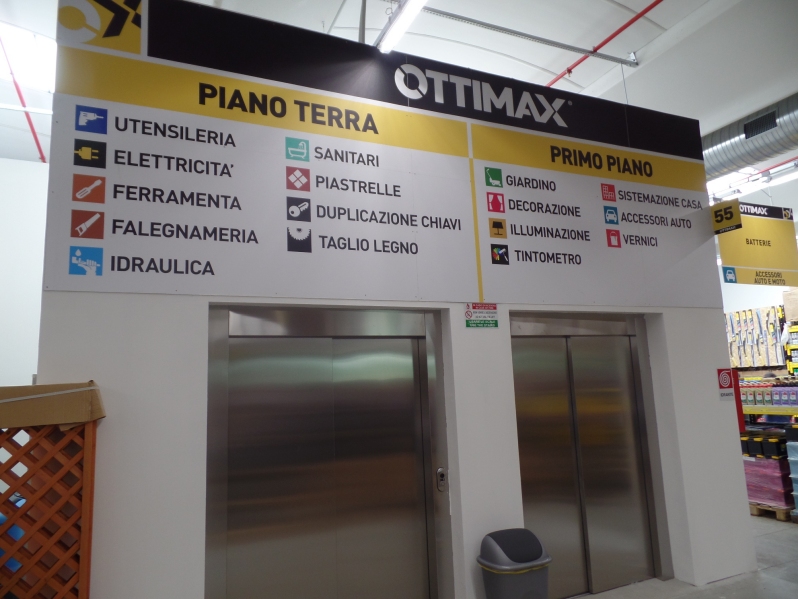 OTTIMAX
PIANO TERRA
UTENSILERIA
ELETTRICITA'
FERRAMENTA
FALEGNAMERIA
IDRAULICA
SANITARI
PIASTRELLE
DUPLICAZIONE CHIAVI
TAGLIO LEGNO
PRIMO PIANO
GIARDINO
DECORAZIONE
ILLUMINAZIONE
TINTOMETRO
SISTEMAZIONE CASA
ACCESSORI AUTO
VERNICI
55
OTTIMAX
BATTERIE
ACCESSORI
AUTO E MOTO